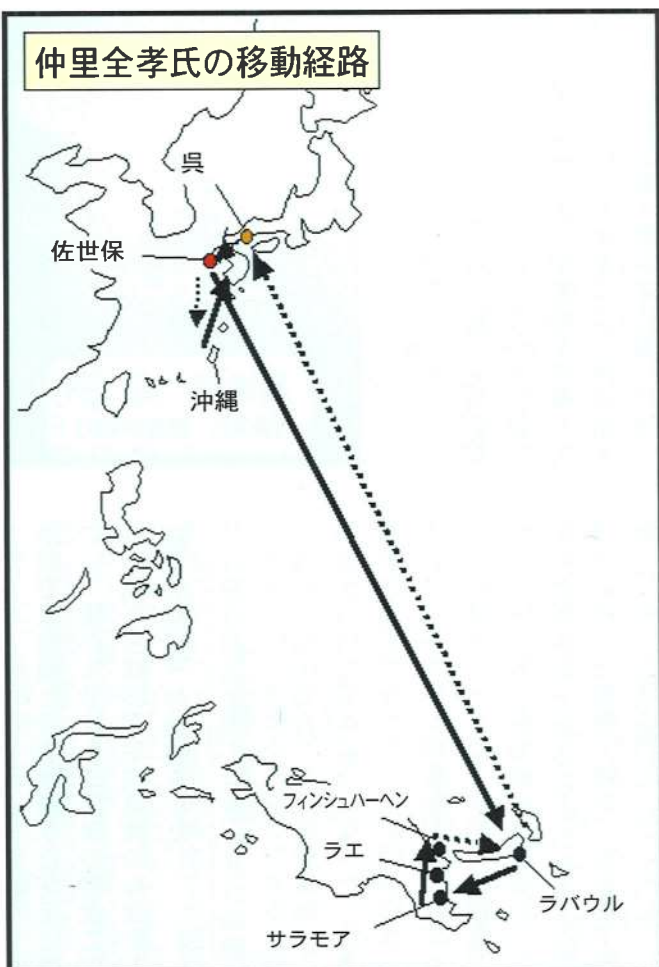 仲里全孝氏の移動経路
呉
佐世保
沖縄
フィンシュハーヘン
ラエ
ラバウル
サラモア